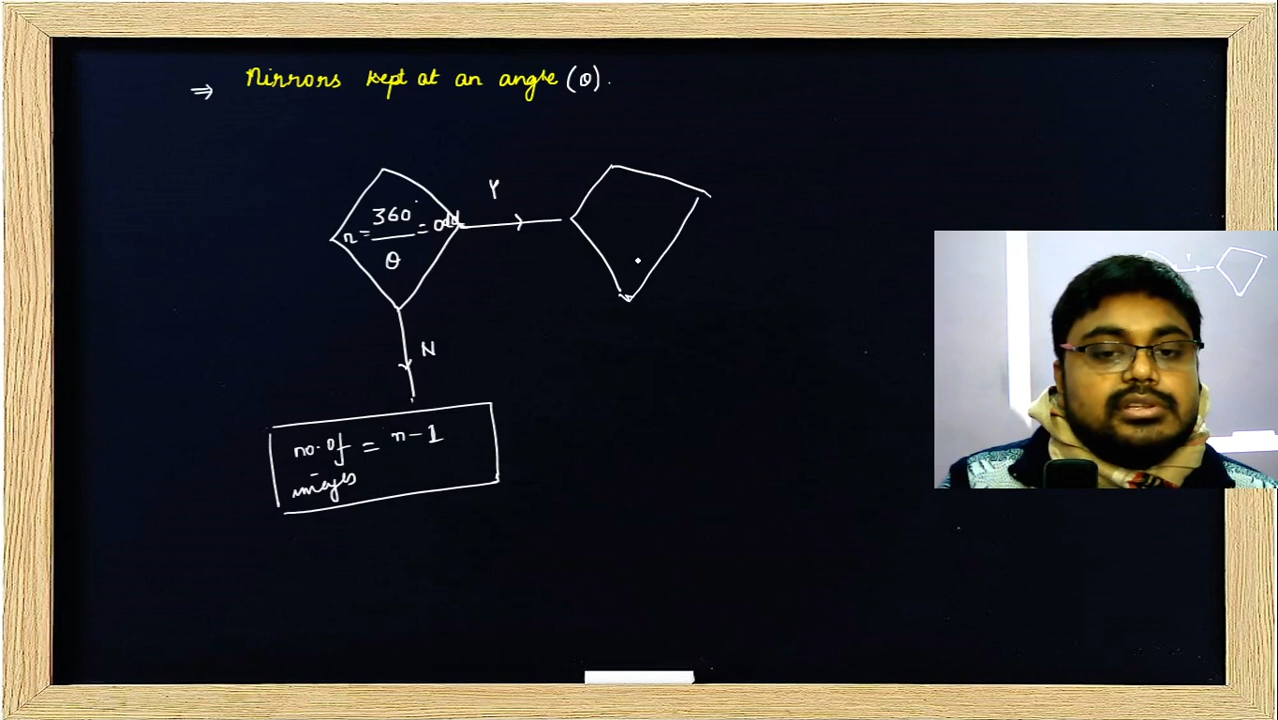 ⇒ Mirrors kept at an angle (θ).
n = 360° / θ = odd
Y
N
no. of images = n - 1
Y